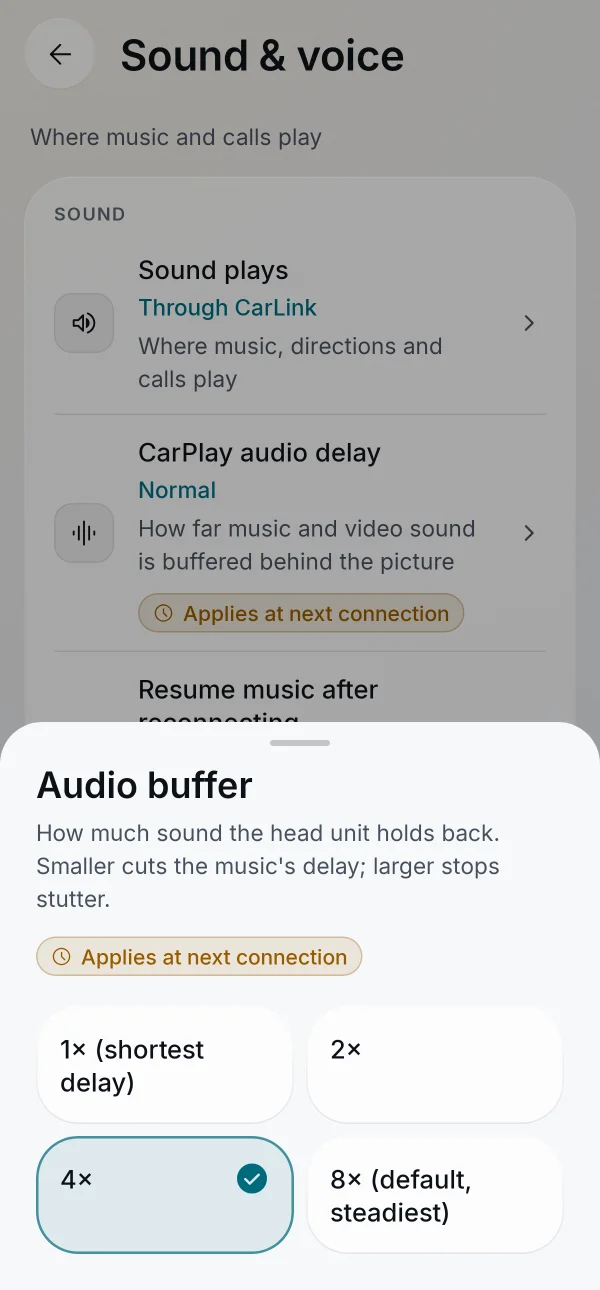 Sound & voice
Where music and calls play
SOUND
Sound plays
Through CarLink
Where music, directions and
calls play
CarPlay audio delay
Normal
How far music and video sound
is buffered behind the picture
Applies at next connection
Resume music after
reconnecting
Audio buffer
How much sound the head unit holds back.
Smaller cuts the music's delay; larger stops
stutter.
Applies at next connection
1× (shortest
delay)
2×
4×
8× (default,
steadiest)